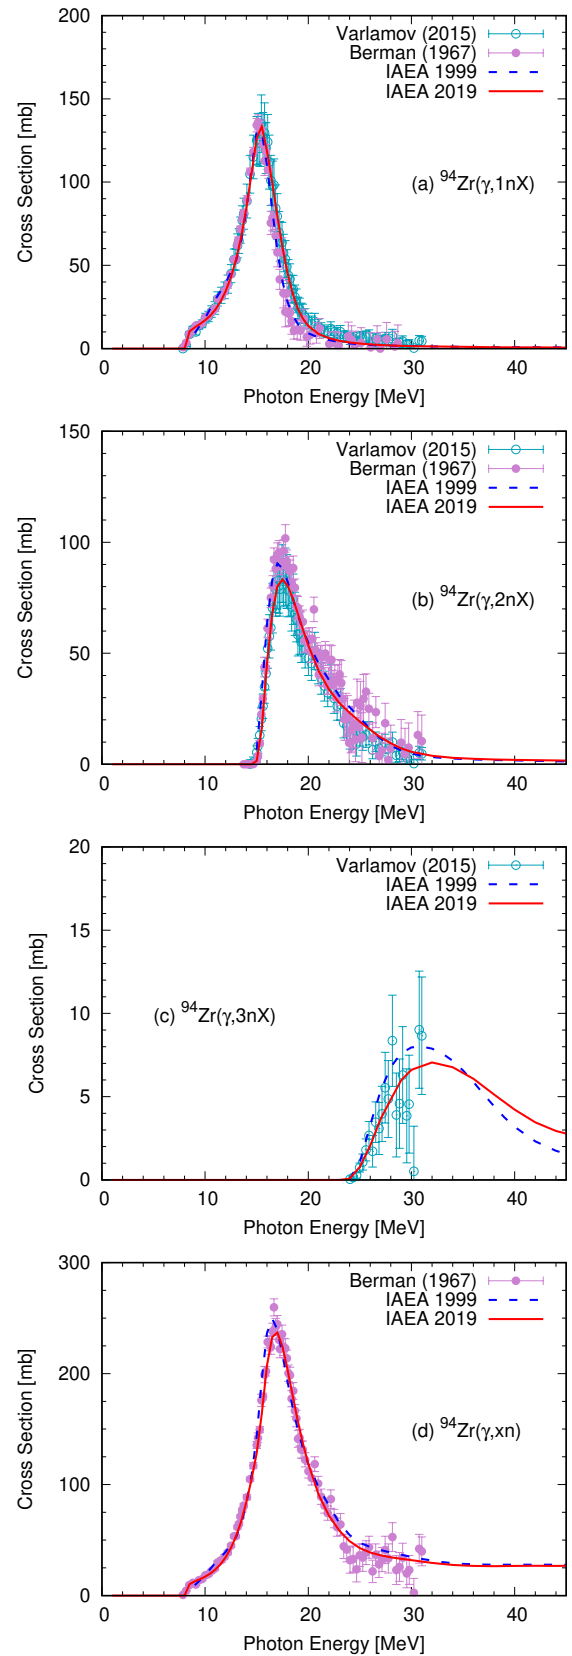 200
150
100
50
0
0 10 20 30 40
Cross Section [mb]
Photon Energy [MeV]
Varlamov (2015)
Berman (1967)
IAEA 1999
IAEA 2019
(a) ⁹⁴Zr(γ,1nX)
150
100
50
0
0 10 20 30 40
Cross Section [mb]
Photon Energy [MeV]
Varlamov (2015)
Berman (1967)
IAEA 1999
IAEA 2019
(b) ⁹⁴Zr(γ,2nX)
20
15
10
5
0
0 10 20 30 40
Cross Section [mb]
Photon Energy [MeV]
Varlamov (2015)
IAEA 1999
IAEA 2019
(c) ⁹⁴Zr(γ,3nX)
300
200
100
0
0 10 20 30 40
Cross Section [mb]
Photon Energy [MeV]
Berman (1967)
IAEA 1999
IAEA 2019
(d) ⁹⁴Zr(γ,xn)